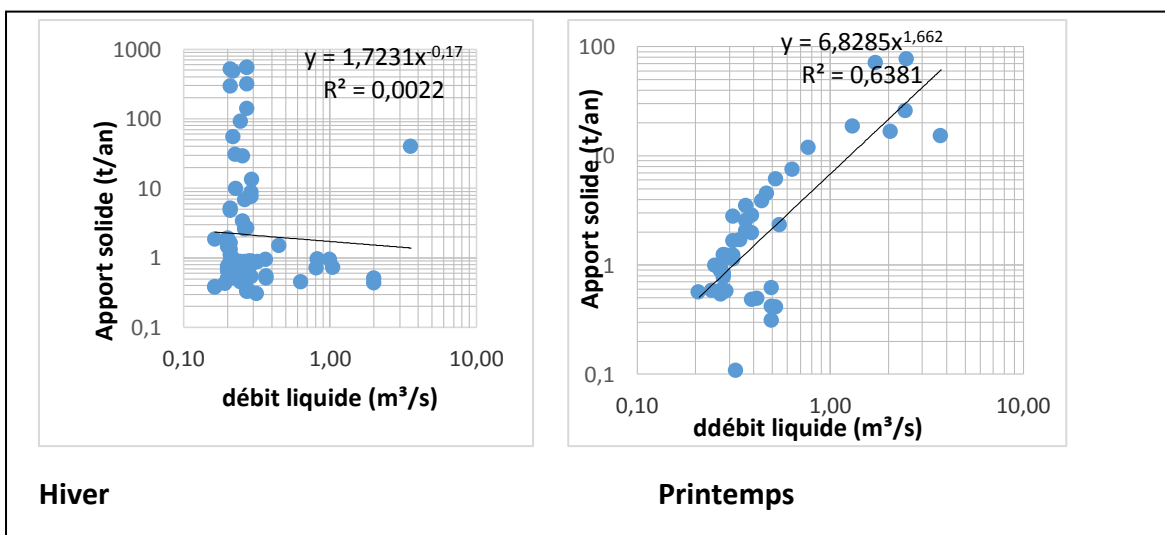 y = 1,7231x^-0,17
R² = 0,0022
1000
100
10
1
0,1
0,10
1,00
10,00
Apport solide (t/an)
débit liquide (m³/s)
y = 6,8285x^1,662
R² = 0,6381
100
10
1
0,1
0,10
1,00
10,00
Apport solide (t/an)
ddébit liquide (m³/s)
Hiver
Printemps